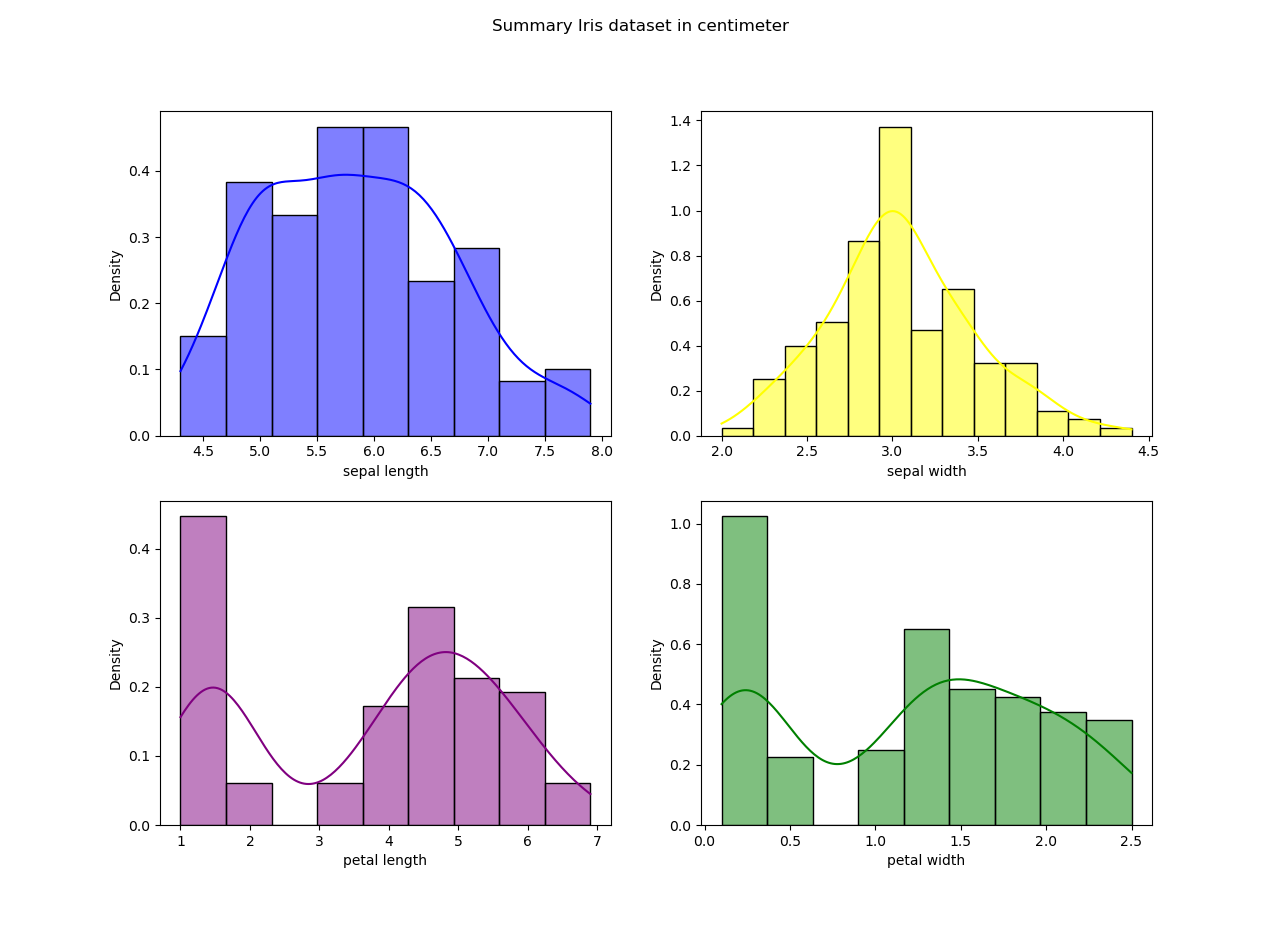 Summary Iris dataset in centimeter
Density
0.0
0.1
0.2
0.3
0.4
4.5 5.0 5.5 6.0 6.5 7.0 7.5 8.0
sepal length
Density
0.0
0.2
0.4
0.6
0.8
1.0
1.2
1.4
2.0 2.5 3.0 3.5 4.0 4.5
sepal width
Density
0.0
0.1
0.2
0.3
0.4
1 2 3 4 5 6 7
petal length
Density
0.0
0.2
0.4
0.6
0.8
1.0
0.0 0.5 1.0 1.5 2.0 2.5
petal width